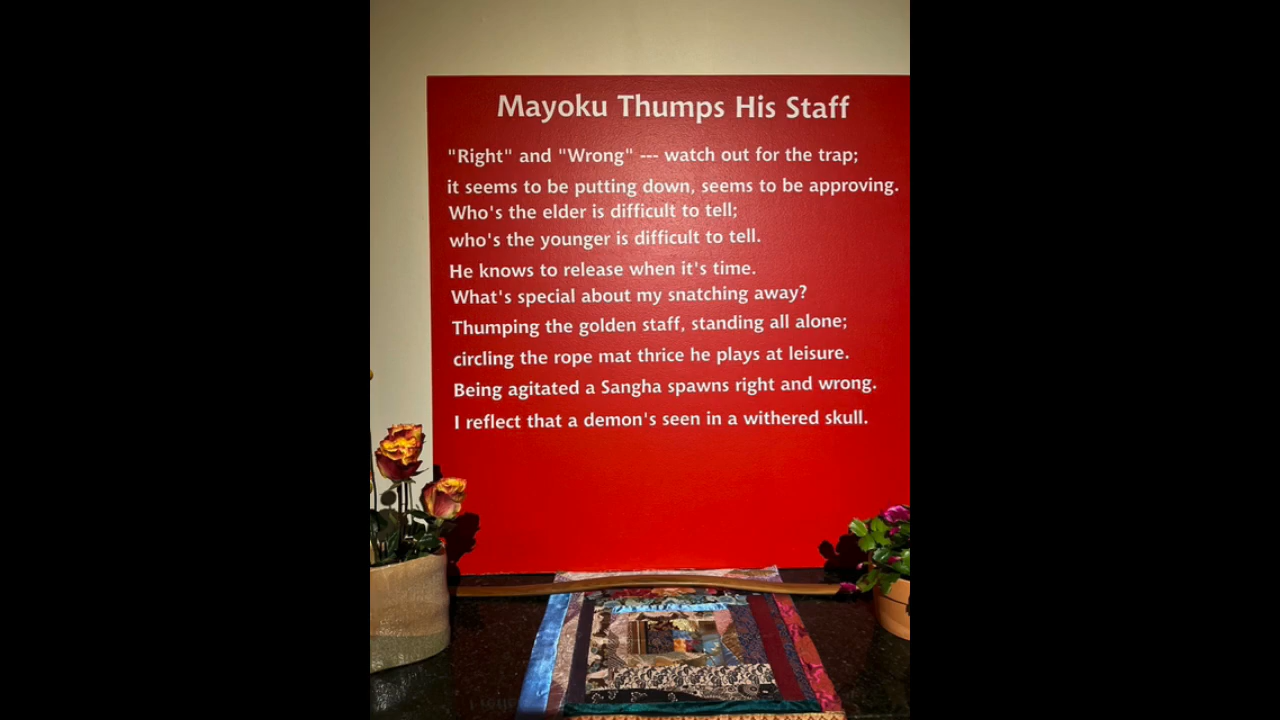 Mayoku Thumps His Staff
"Right" and "Wrong" --- watch out for the trap;
it seems to be putting down, seems to be approving.
Who's the elder is difficult to tell;
who's the younger is difficult to tell.
He knows to release when it's time.
What's special about my snatching away?
Thumping the golden staff, standing all alone;
circling the rope mat thrice he plays at leisure.
Being agitated a Sangha spawns right and wrong.
I reflect that a demon's seen in a withered skull.